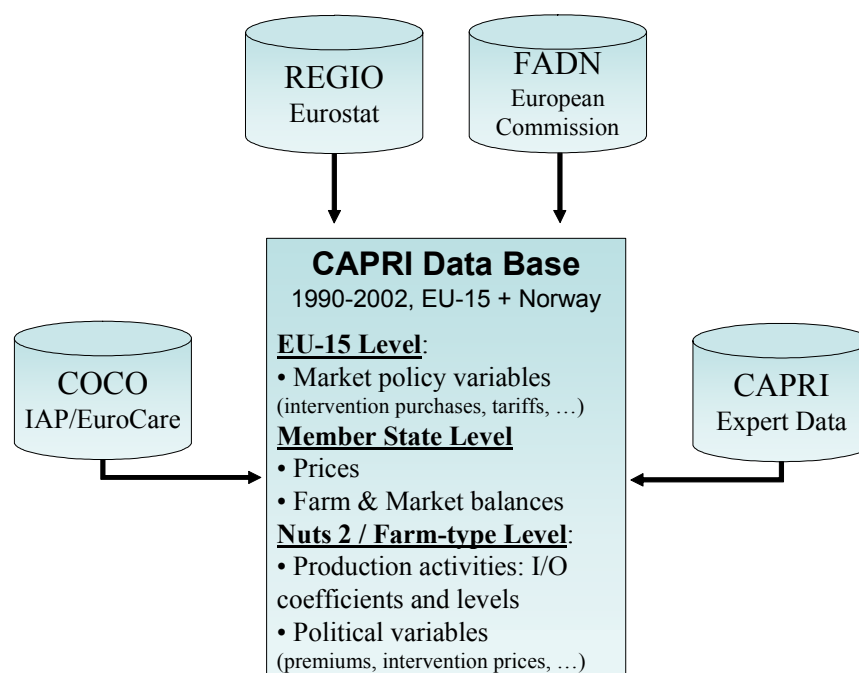 REGIO
Eurostat
FADN
European
Commission
CAPRI Data Base
1990-2002, EU-15 + Norway
EU-15 Level:
• Market policy variables
(intervention purchases, tariffs, …)
Member State Level
• Prices
• Farm & Market balances
Nuts 2 / Farm-type Level:
• Production activities: I/O
coefficients and levels
• Political variables
(premiums, intervention prices, …)
COCO
IAP/EuroCare
CAPRI
Expert Data